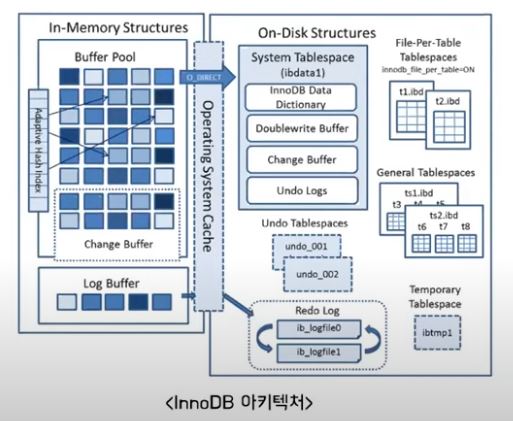 In-Memory Structures
Buffer Pool
Adaptive Hash Index
Change Buffer
Log Buffer
O_DIRECT
Operating System Cache
On-Disk Structures
System Tablespace
(ibdata1)
InnoDB Data
Dictionary
Doublewrite Buffer
Change Buffer
Undo Logs
Undo Tablespaces
undo_001
undo_002
Redo Log
ib_logfile0
ib_logfile1
File-Per-Table
Tablespaces
innodb_file_per_table=ON
t1.ibd
t2.ibd
General Tablespaces
ts1.ibd
t3 t4 t5
ts2.ibd
t6 t7 t8
Temporary
Tablespace
ibtmp1
<InnoDB 아키텍처>